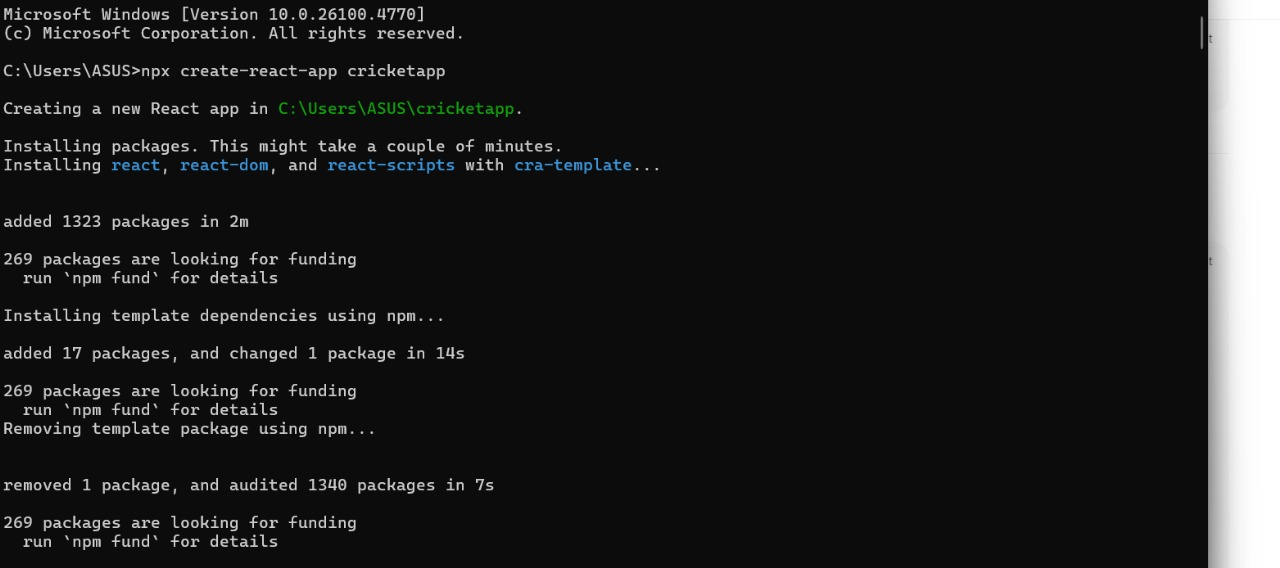 Microsoft Windows [Version 10.0.26100.4770]
(c) Microsoft Corporation. All rights reserved.
C:\Users\ASUS>npx create-react-app cricketapp
Creating a new React app in C:\Users\ASUS\cricketapp.
Installing packages. This might take a couple of minutes.
Installing react, react-dom, and react-scripts with cra-template...
added 1323 packages in 2m
269 packages are looking for funding
  run `npm fund` for details
Installing template dependencies using npm...
added 17 packages, and changed 1 package in 14s
269 packages are looking for funding
  run `npm fund` for details
Removing template package using npm...
removed 1 package, and audited 1340 packages in 7s
269 packages are looking for funding
  run `npm fund` for details
t
t